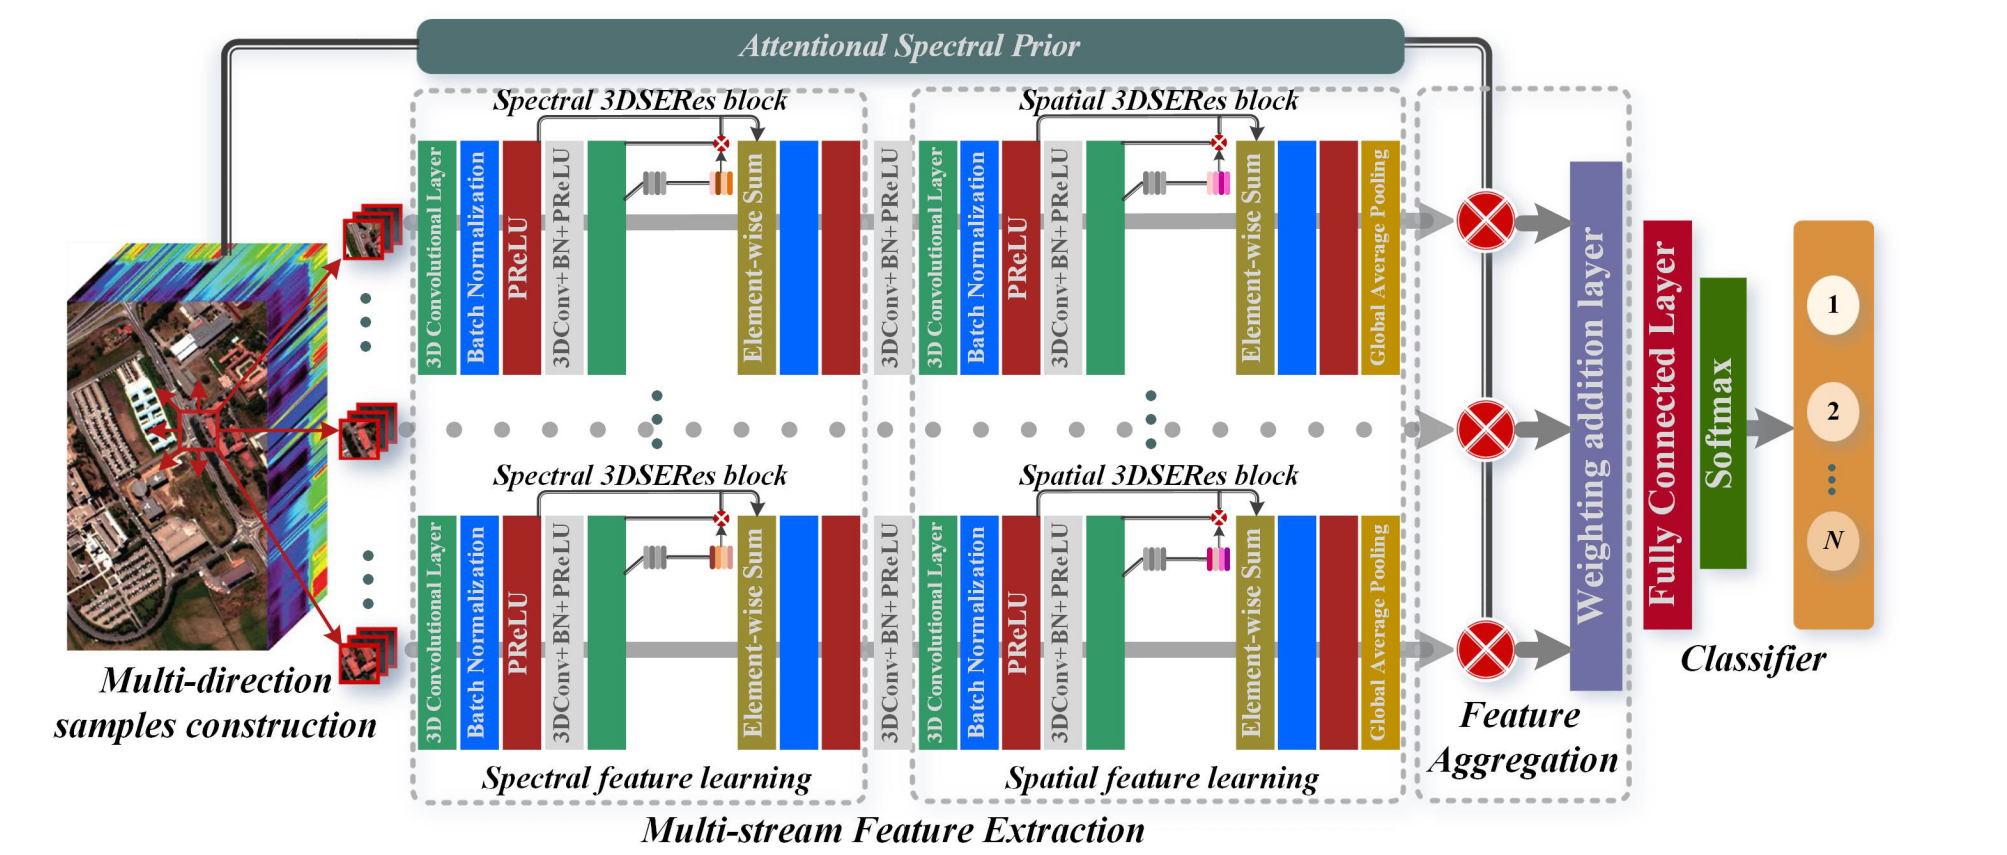 Attentional Spectral Prior
Spectral 3DSERes block
Spatial 3DSERes block
3D Convolutional Layer
Batch Normalization
PReLU
3DConv+BN+PReLU
Element-wise Sum
3DConv+BN+PReLU
3D Convolutional Layer
Batch Normalization
PReLU
3DConv+BN+PReLU
Element-wise Sum
Global Average Pooling
Spectral 3DSERes block
Spatial 3DSERes block
3D Convolutional Layer
Batch Normalization
PReLU
3DConv+BN+PReLU
Element-wise Sum
3DConv+BN+PReLU
3D Convolutional Layer
Batch Normalization
PReLU
3DConv+BN+PReLU
Element-wise Sum
Global Average Pooling
Weighting addition layer
Fully Connected Layer
Softmax
1
2
N
Classifier
Multi-direction
samples construction
Feature
Aggregation
Spectral feature learning
Spatial feature learning
Multi-stream Feature Extraction